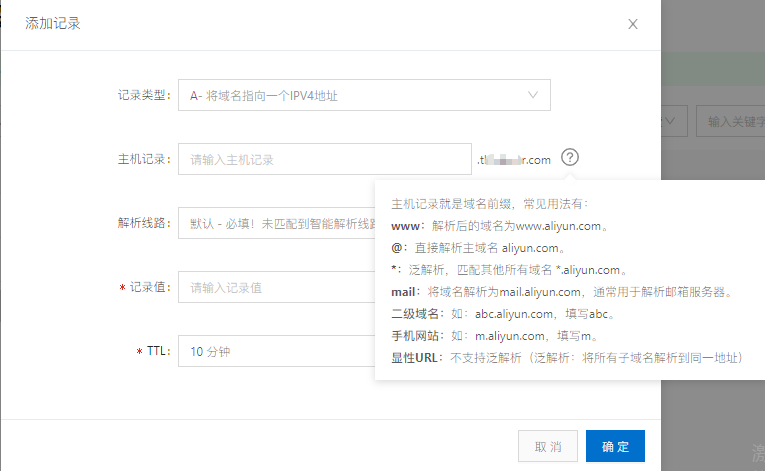 添加记录
记录类型: A- 将域名指向一个IPV4地址
主机记录: 请输入主机记录 .com
解析线路: 默认 - 必填！未匹配到智能解析线路
* 记录值: 请输入记录值
* TTL: 10 分钟
主机记录就是域名前缀，常见用法有：
www：解析后的域名为www.aliyun.com。
@：直接解析主域名 aliyun.com。
*：泛解析，匹配其他所有域名 *.aliyun.com。
mail：将域名解析为mail.aliyun.com，通常用于解析邮箱服务器。
二级域名：如：abc.aliyun.com，填写abc。
手机网站：如：m.aliyun.com，填写m。
显性URL：不支持泛解析（泛解析：将所有子域名解析到同一地址）
取消 确定
输入关键字